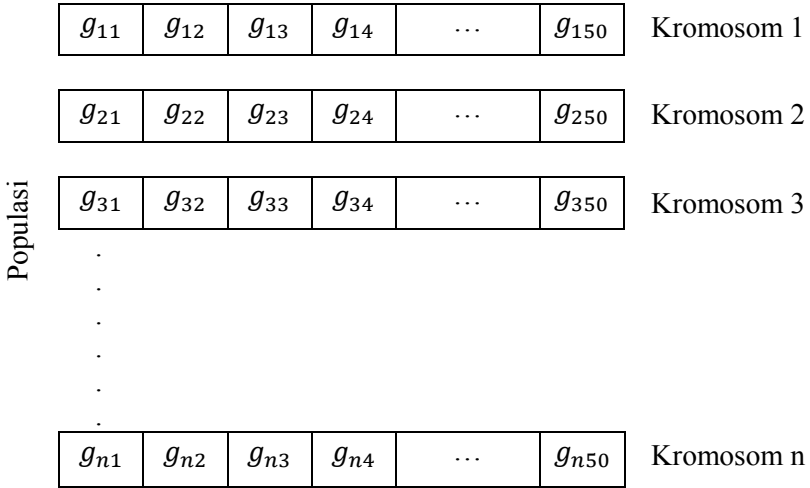 g₁₁ g₁₂ g₁₃ g₁₄ ... g₁₅₀ Kromosom 1
g₂₁ g₂₂ g₂₃ g₂₄ ... g₂₅₀ Kromosom 2
Populasi
g₃₁ g₃₂ g₃₃ g₃₄ ... g₃₅₀ Kromosom 3
.
.
.
.
.
.
gₙ₁ gₙ₂ gₙ₃ gₙ₄ ... gₙ₅₀ Kromosom n